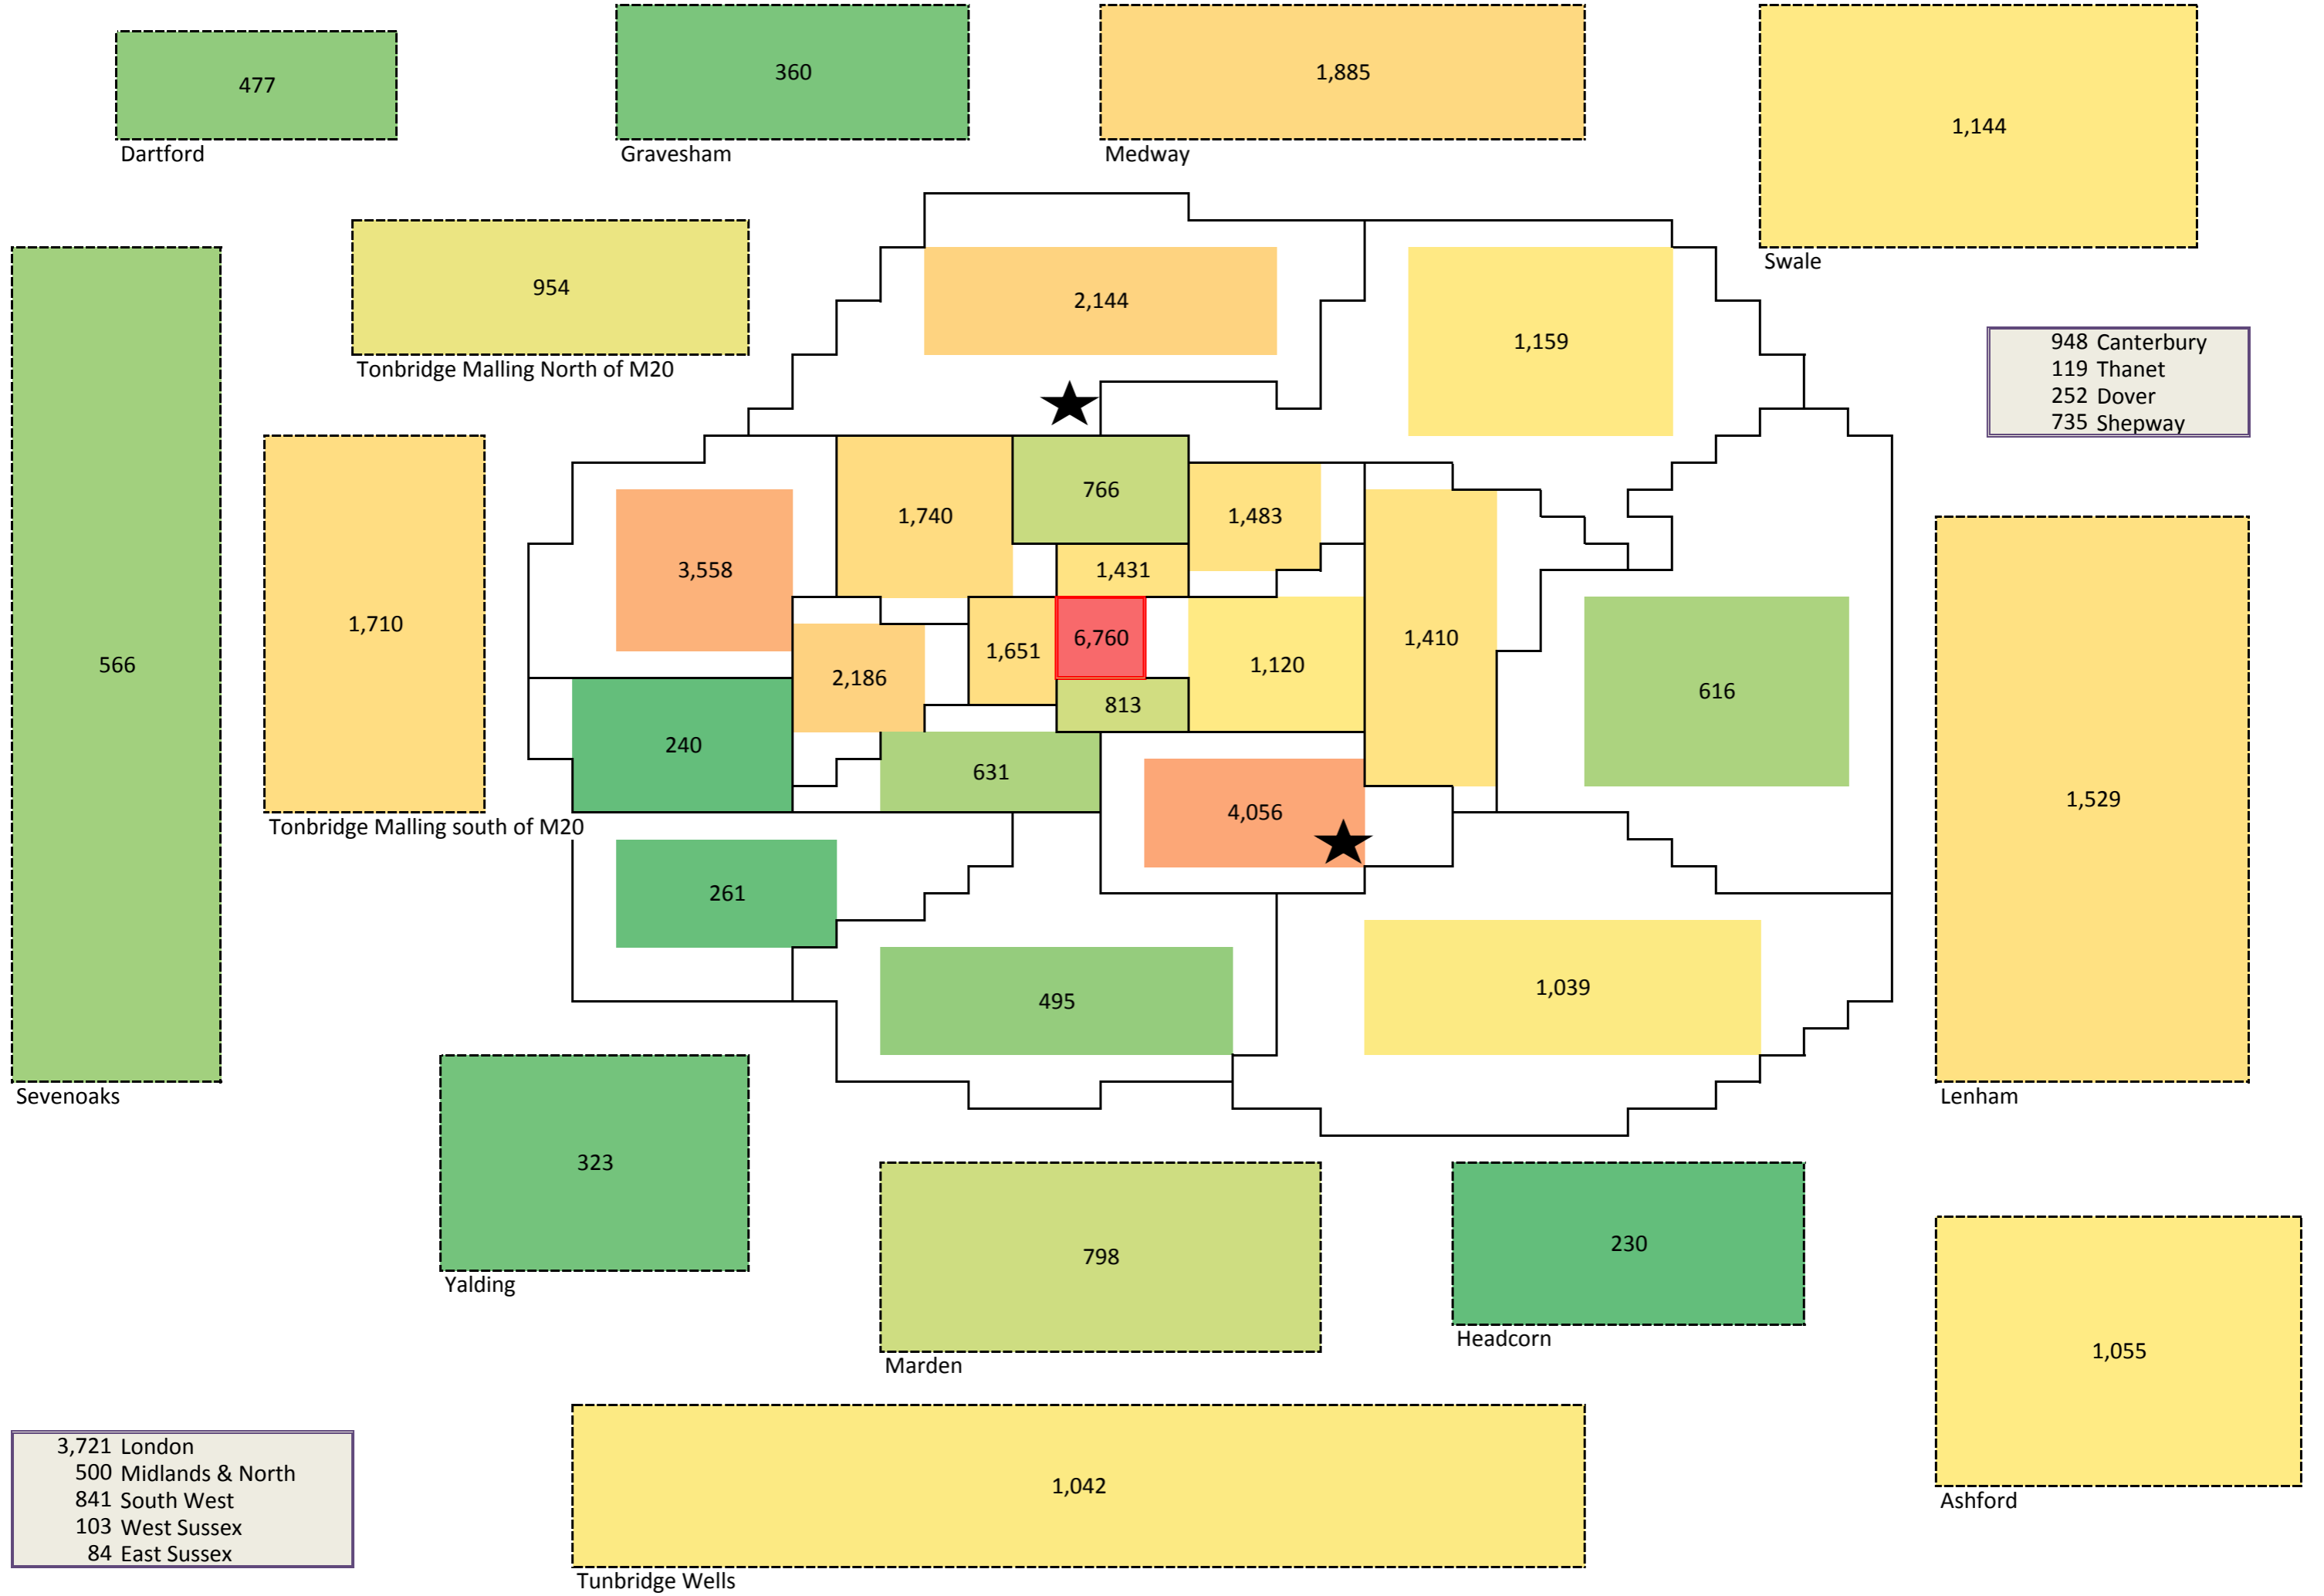 477
Dartford
360
Gravesham
1,885
Medway
1,144
Swale
954
Tonbridge Malling North of M20
2,144
1,159
948 Canterbury
119 Thanet
252 Dover
735 Shepway
566
Sevenoaks
1,710
Tonbridge Malling south of M20
3,558
1,740
766
1,483
1,431
1,651
6,760
1,120
1,410
2,186
813
616
240
631
4,056
1,529
Lenham
261
495
1,039
323
Yalding
798
Marden
230
Headcorn
1,055
Ashford
3,721 London
500 Midlands & North
841 South West
103 West Sussex
84 East Sussex
1,042
Tunbridge Wells